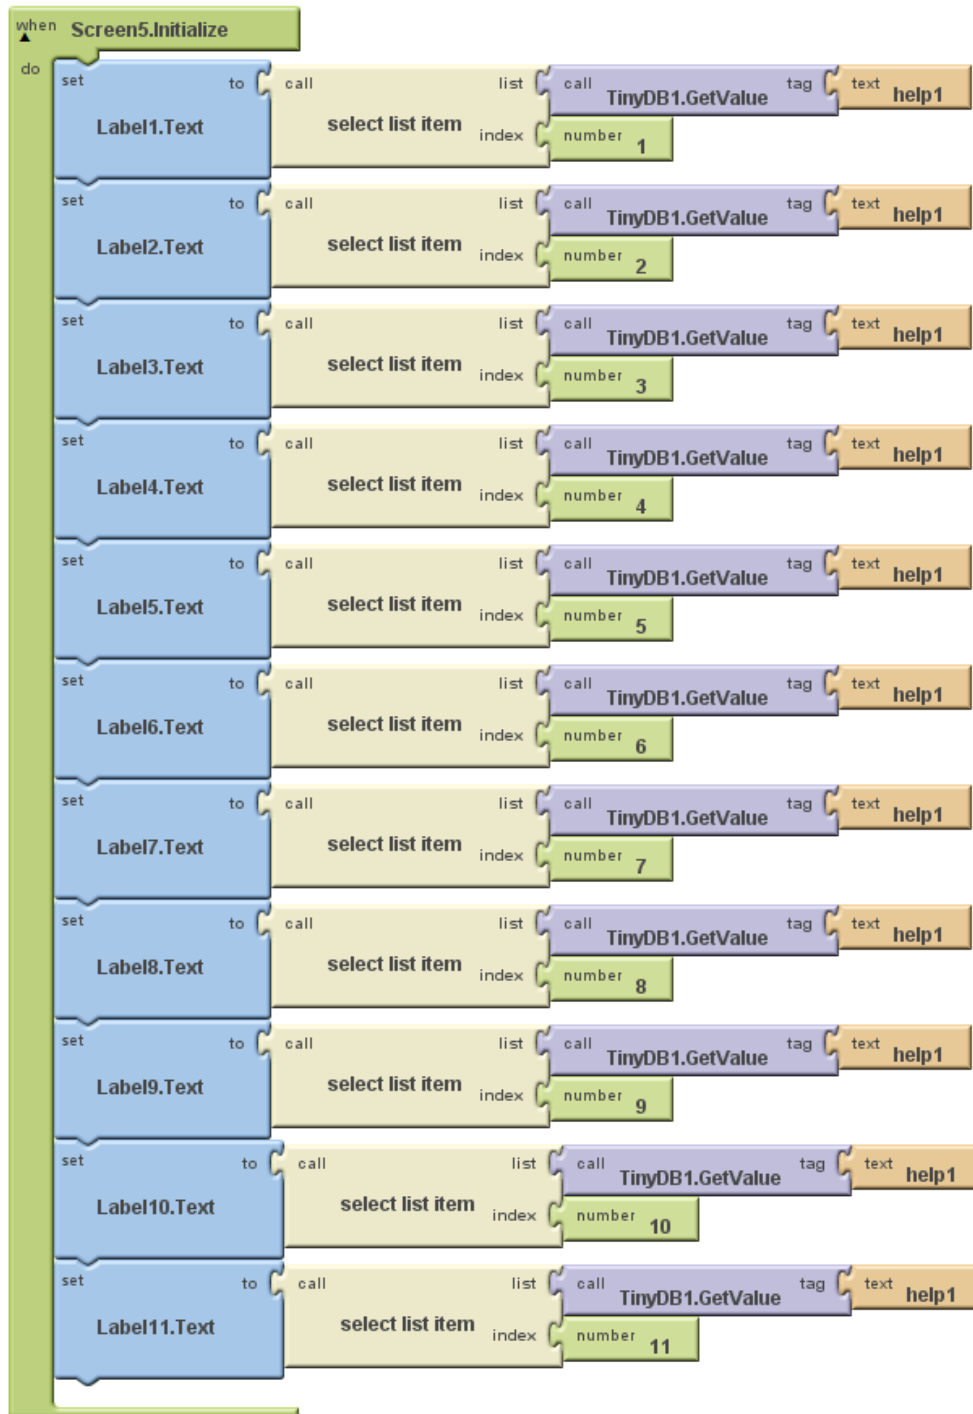 when Screen5.Initialize
do
set to call list call tag text
Label1.Text select list item TinyDB1.GetValue help1
index number 1
set to call list call tag text
Label2.Text select list item TinyDB1.GetValue help1
index number 2
set to call list call tag text
Label3.Text select list item TinyDB1.GetValue help1
index number 3
set to call list call tag text
Label4.Text select list item TinyDB1.GetValue help1
index number 4
set to call list call tag text
Label5.Text select list item TinyDB1.GetValue help1
index number 5
set to call list call tag text
Label6.Text select list item TinyDB1.GetValue help1
index number 6
set to call list call tag text
Label7.Text select list item TinyDB1.GetValue help1
index number 7
set to call list call tag text
Label8.Text select list item TinyDB1.GetValue help1
index number 8
set to call list call tag text
Label9.Text select list item TinyDB1.GetValue help1
index number 9
set to call list call tag text
Label10.Text select list item TinyDB1.GetValue help1
index number 10
set to call list call tag text
Label11.Text select list item TinyDB1.GetValue help1
index number 11